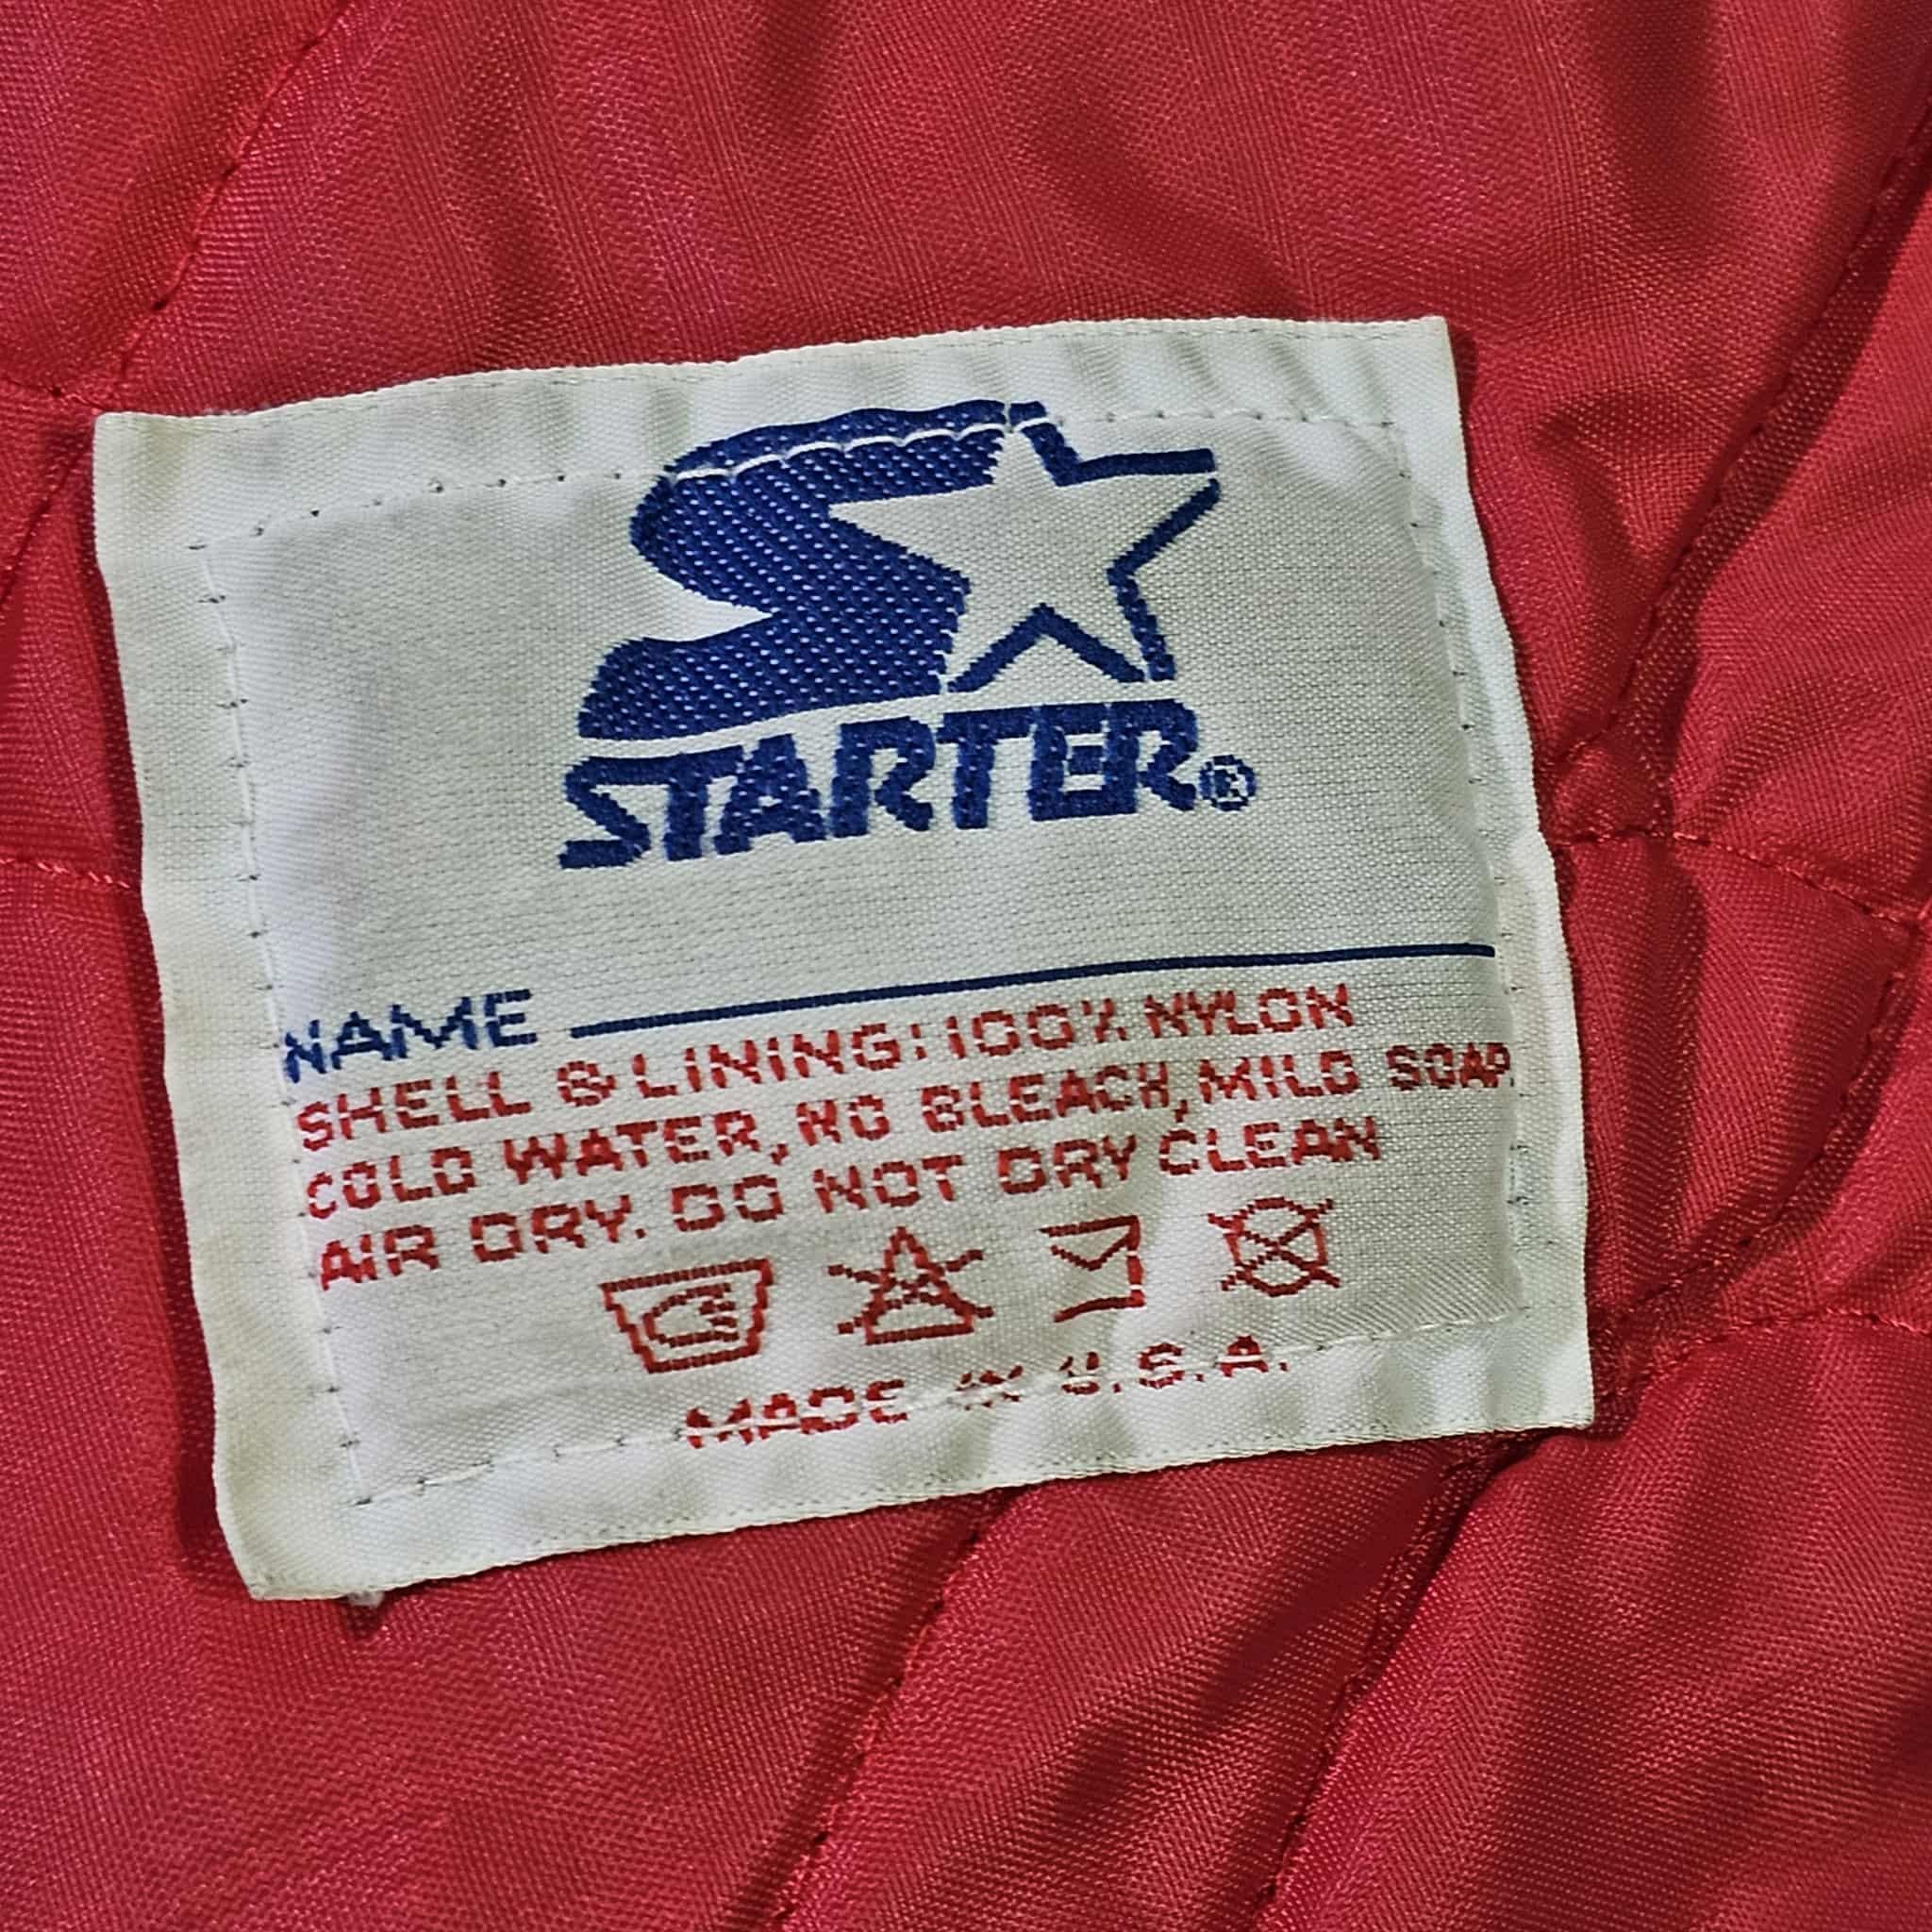 STARTER®
NAME
SHELL & LINING: 100% NYLON
COLD WATER, NO BLEACH, MILD SOAP.
AIR DRY. DO NOT DRY CLEAN
MADE IN U.S.A.